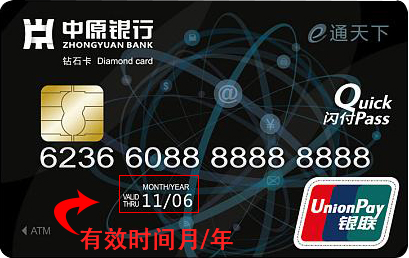 中原银行
ZHONGYUAN BANK
钻石卡 Diamond card
e通天下
Quick
闪付Pass
6236 6088 8888 8888
MONTH/YEAR
VALID THRU 11/06
ATM
有效时间月/年
UnionPay
银联